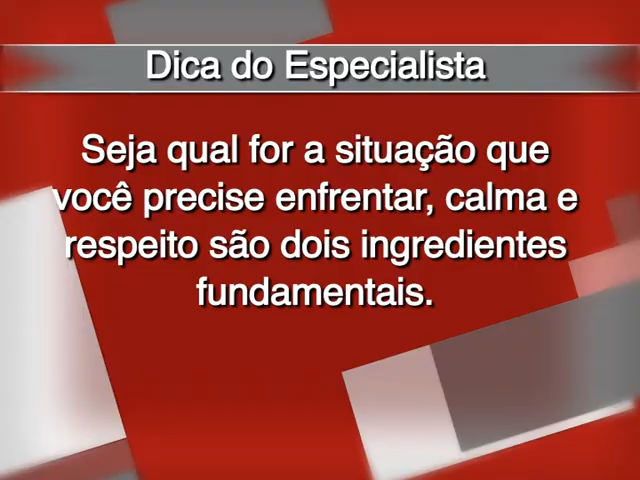 Dica do Especialista
Seja qual for a situação que
você precise enfrentar, calma e
respeito são dois ingredientes
fundamentais.